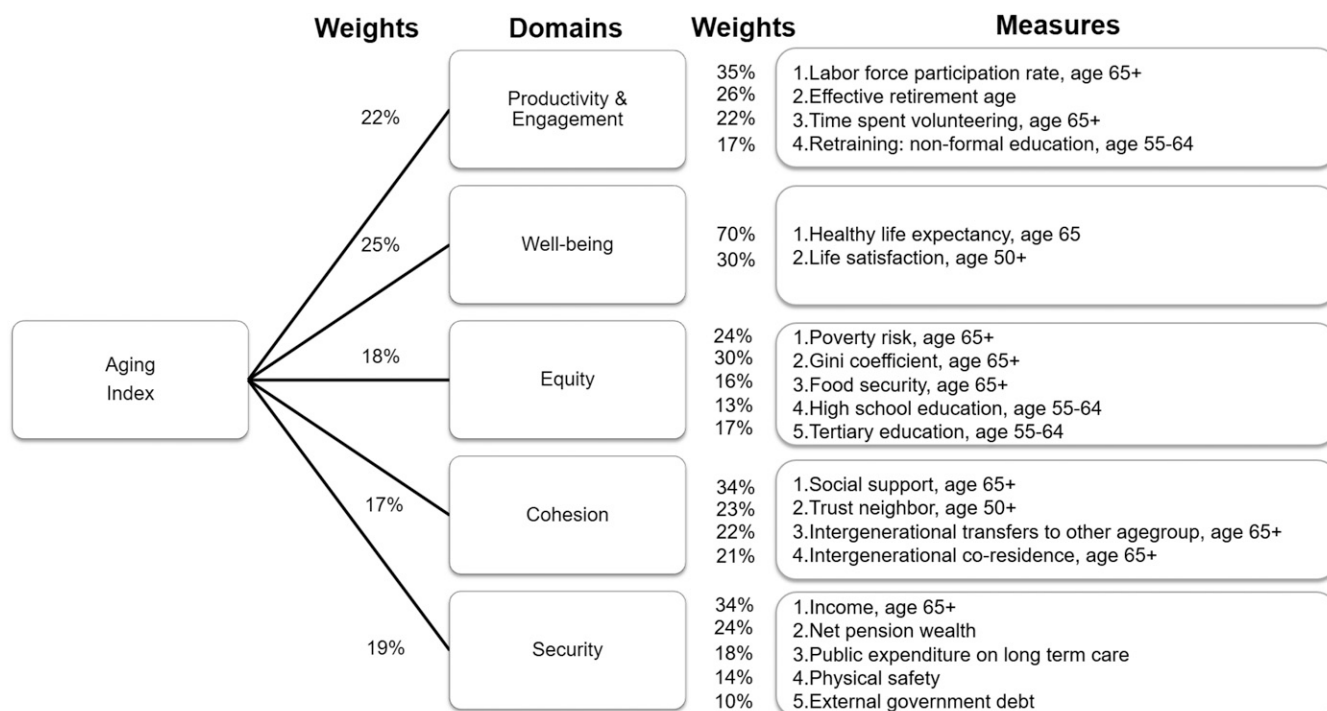 Weights Domains Weights Measures
22%
Productivity &
Engagement
35% 1.Labor force participation rate, age 65+
26% 2.Effective retirement age
22% 3.Time spent volunteering, age 65+
17% 4.Retraining: non-formal education, age 55-64
25%
Well-being
70% 1.Healthy life expectancy, age 65
30% 2.Life satisfaction, age 50+
Aging
Index
18%
Equity
24% 1.Poverty risk, age 65+
30% 2.Gini coefficient, age 65+
16% 3.Food security, age 65+
13% 4.High school education, age 55-64
17% 5.Tertiary education, age 55-64
17%
Cohesion
34% 1.Social support, age 65+
23% 2.Trust neighbor, age 50+
22% 3.Intergenerational transfers to other agegroup, age 65+
21% 4.Intergenerational co-residence, age 65+
19%
Security
34% 1.Income, age 65+
24% 2.Net pension wealth
18% 3.Public expenditure on long term care
14% 4.Physical safety
10% 5.External government debt